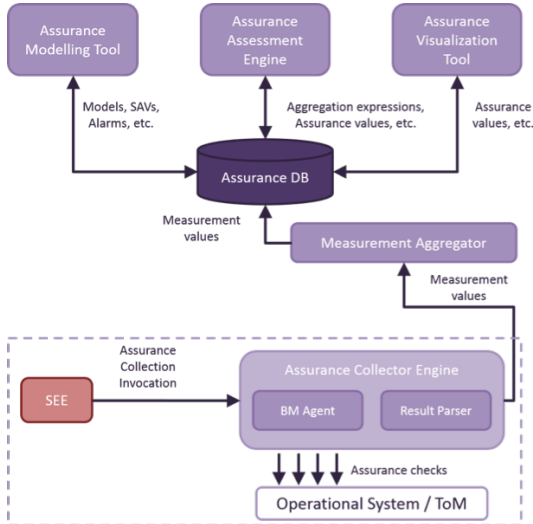 Assurance
Modelling Tool
Assurance
Assessment
Engine
Assurance
Visualization
Tool
Models, SAVs,
Alarms, etc.
Aggregation expressions,
Assurance values, etc.
Assurance
values, etc.
Assurance DB
Measurement
values
Measurement Aggregator
Measurement
values
Assurance
Collection
Invocation
Assurance Collector Engine
SEE
BM Agent
Result Parser
Assurance checks
Operational System / ToM